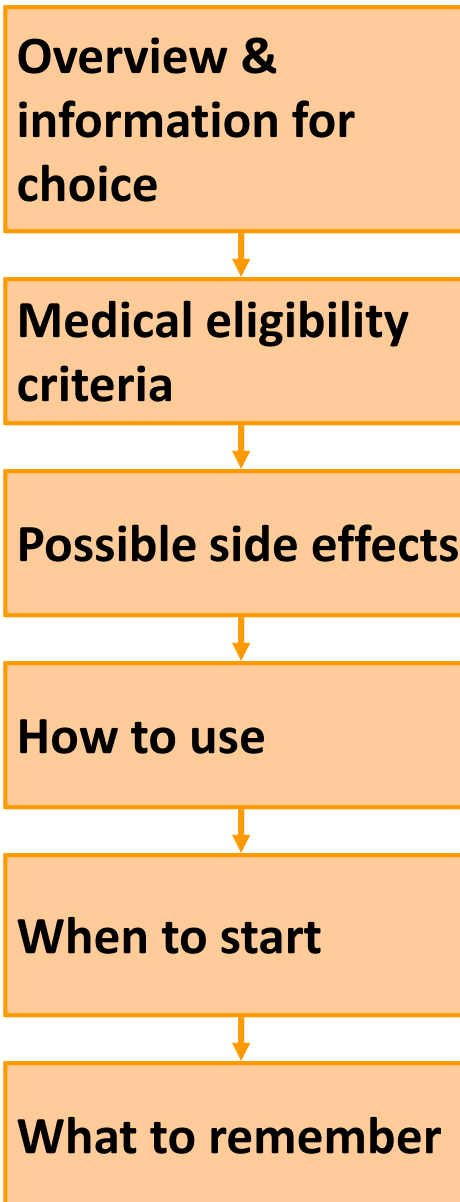 Overview &
information for
choice
Medical eligibility
criteria
Possible side effects
How to use
When to start
What to remember